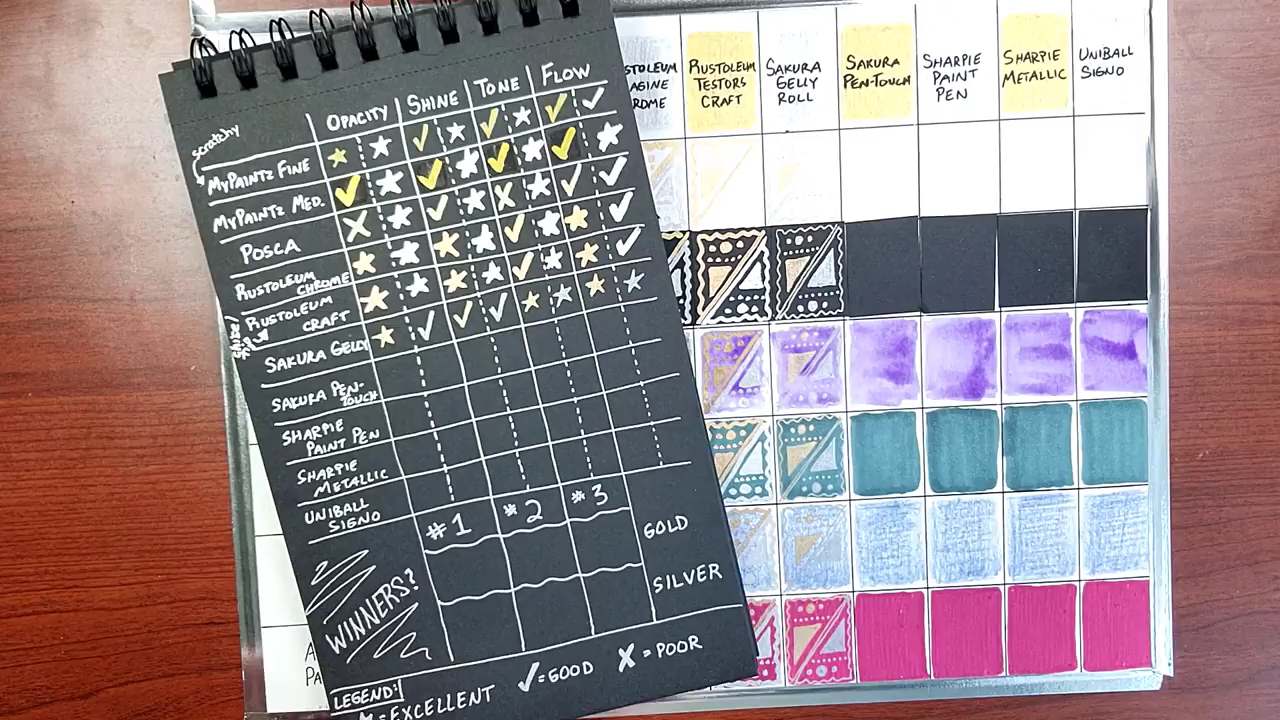 OPACITY SHINE TONE FLOW
scratchy
MYPAINTZ FINE
MYPAINTZ MED.
POSCA
RUSTOLEUM
CHROME
RUSTOLEUM
CRAFT
SAKURA GELLY
SAKURA PEN-
TOUCH
SHARPIE
PAINT PEN
SHARPIE
METALLIC
UNIBALL
SIGNO
#1 #2 #3
GOLD
SILVER
WINNERS?
LEGEND:
= EXCELLENT ✓=GOOD X = POOR
RUSTOLEUM
TESTORS
CRAFT
SAKURA
GELLY
ROLL
SAKURA
PEN-TOUCH
SHARPIE
PAINT
PEN
SHARPIE
METALLIC
UNIBALL
SIGNO